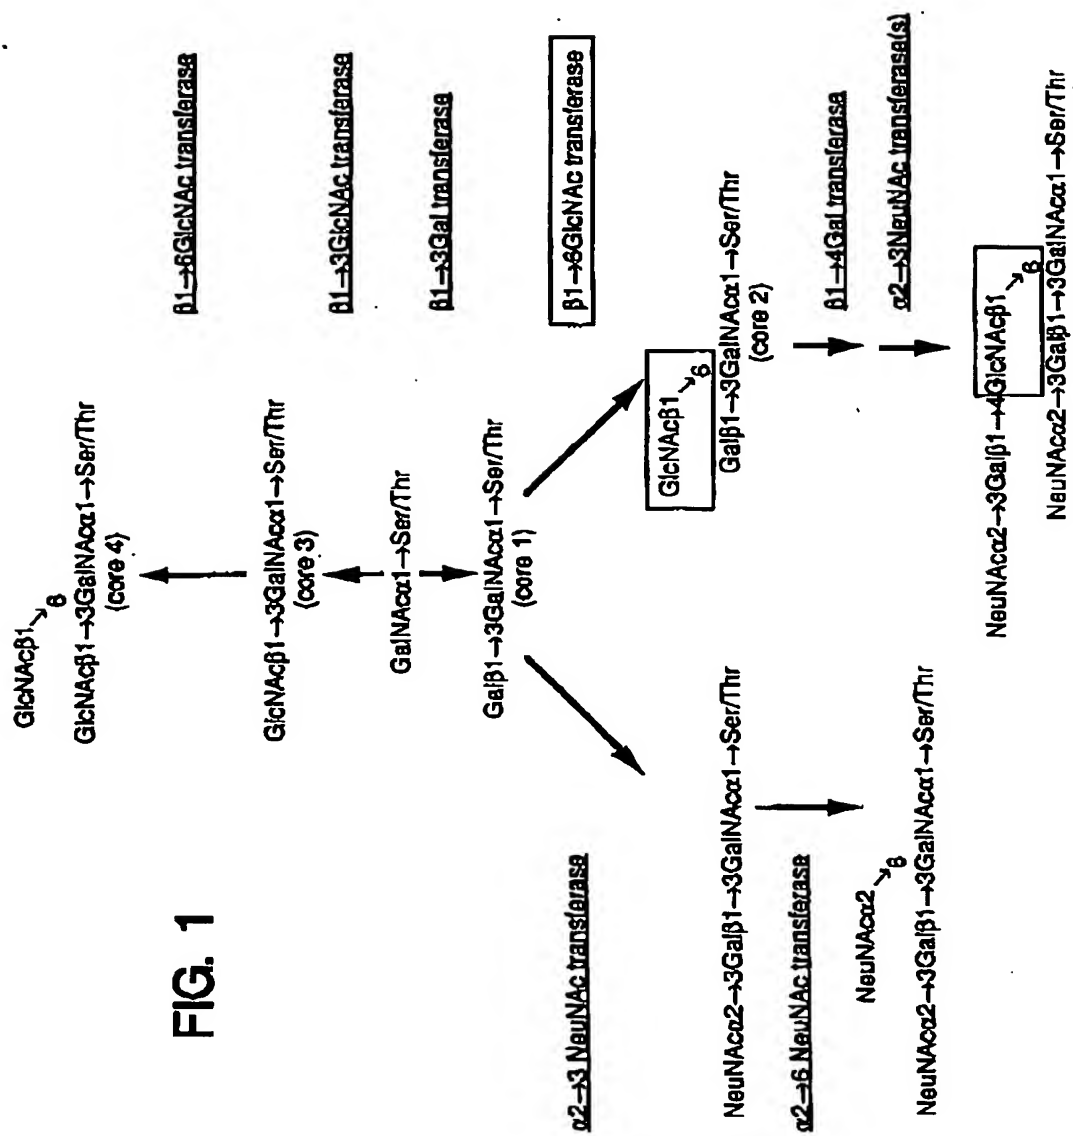 FIG. 1
GlcNAcβ1
↘6
GlcNAcβ1→3GalNAcα1→Ser/Thr
(core 4)
β1→6GlcNAc transferase
GlcNAcβ1→3GalNAcα1→Ser/Thr
(core 3)
β1→3GlcNAc transferase
GalNAcα1→Ser/Thr
β1→3Gal transferase
Galβ1→3GalNAcα1→Ser/Thr
(core 1)
α2→3 NeuNAc transferase
β1→6GlcNAc transferase
GlcNAcβ1
↘6
Galβ1→3GalNAcα1→Ser/Thr
(core 2)
NeuNAcα2→3Galβ1→3GalNAcα1→Ser/Thr
α2→6 NeuNAc transferase
β1→4Gal transferase
α2→3NeuNAc transferase(s)
NeuNAcα2
↘6
NeuNAcα2→3Galβ1→3GalNAcα1→Ser/Thr
NeuNAcα2→3Galβ1→4GlcNAcβ1
↘6
NeuNAcα2→3Galβ1→3GalNAcα1→Ser/Thr